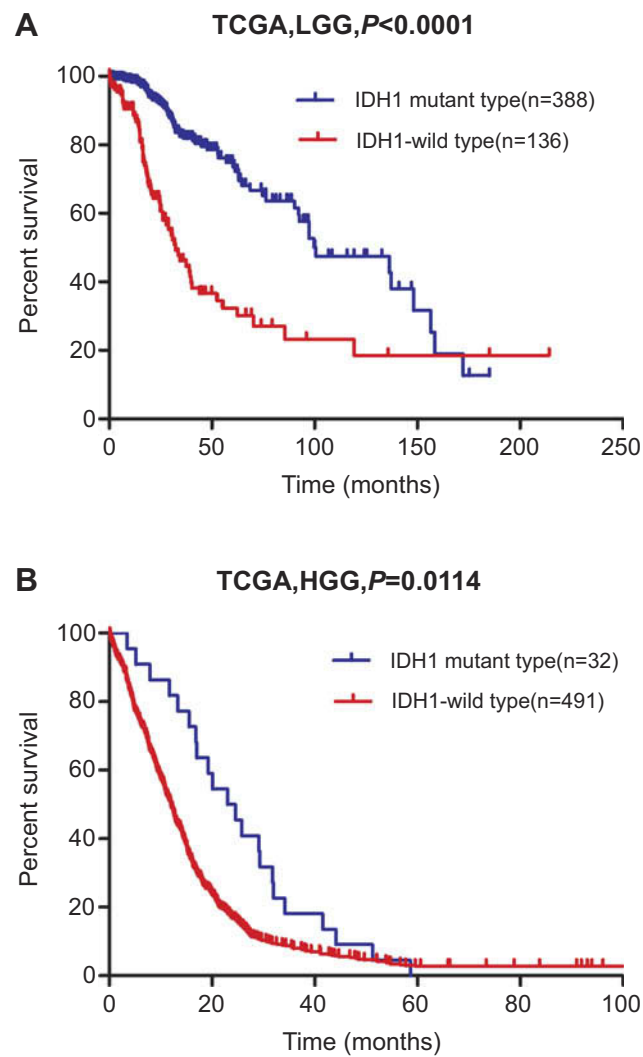 A
TCGA,LGG,P<0.0001
100
80
60
40
20
0
Percent survival
IDH1 mutant type(n=388)
IDH1-wild type(n=136)
0 50 100 150 200 250
Time (months)
B
TCGA,HGG,P=0.0114
100
80
60
40
20
0
Percent survival
IDH1 mutant type(n=32)
IDH1-wild type(n=491)
0 20 40 60 80 100
Time (months)